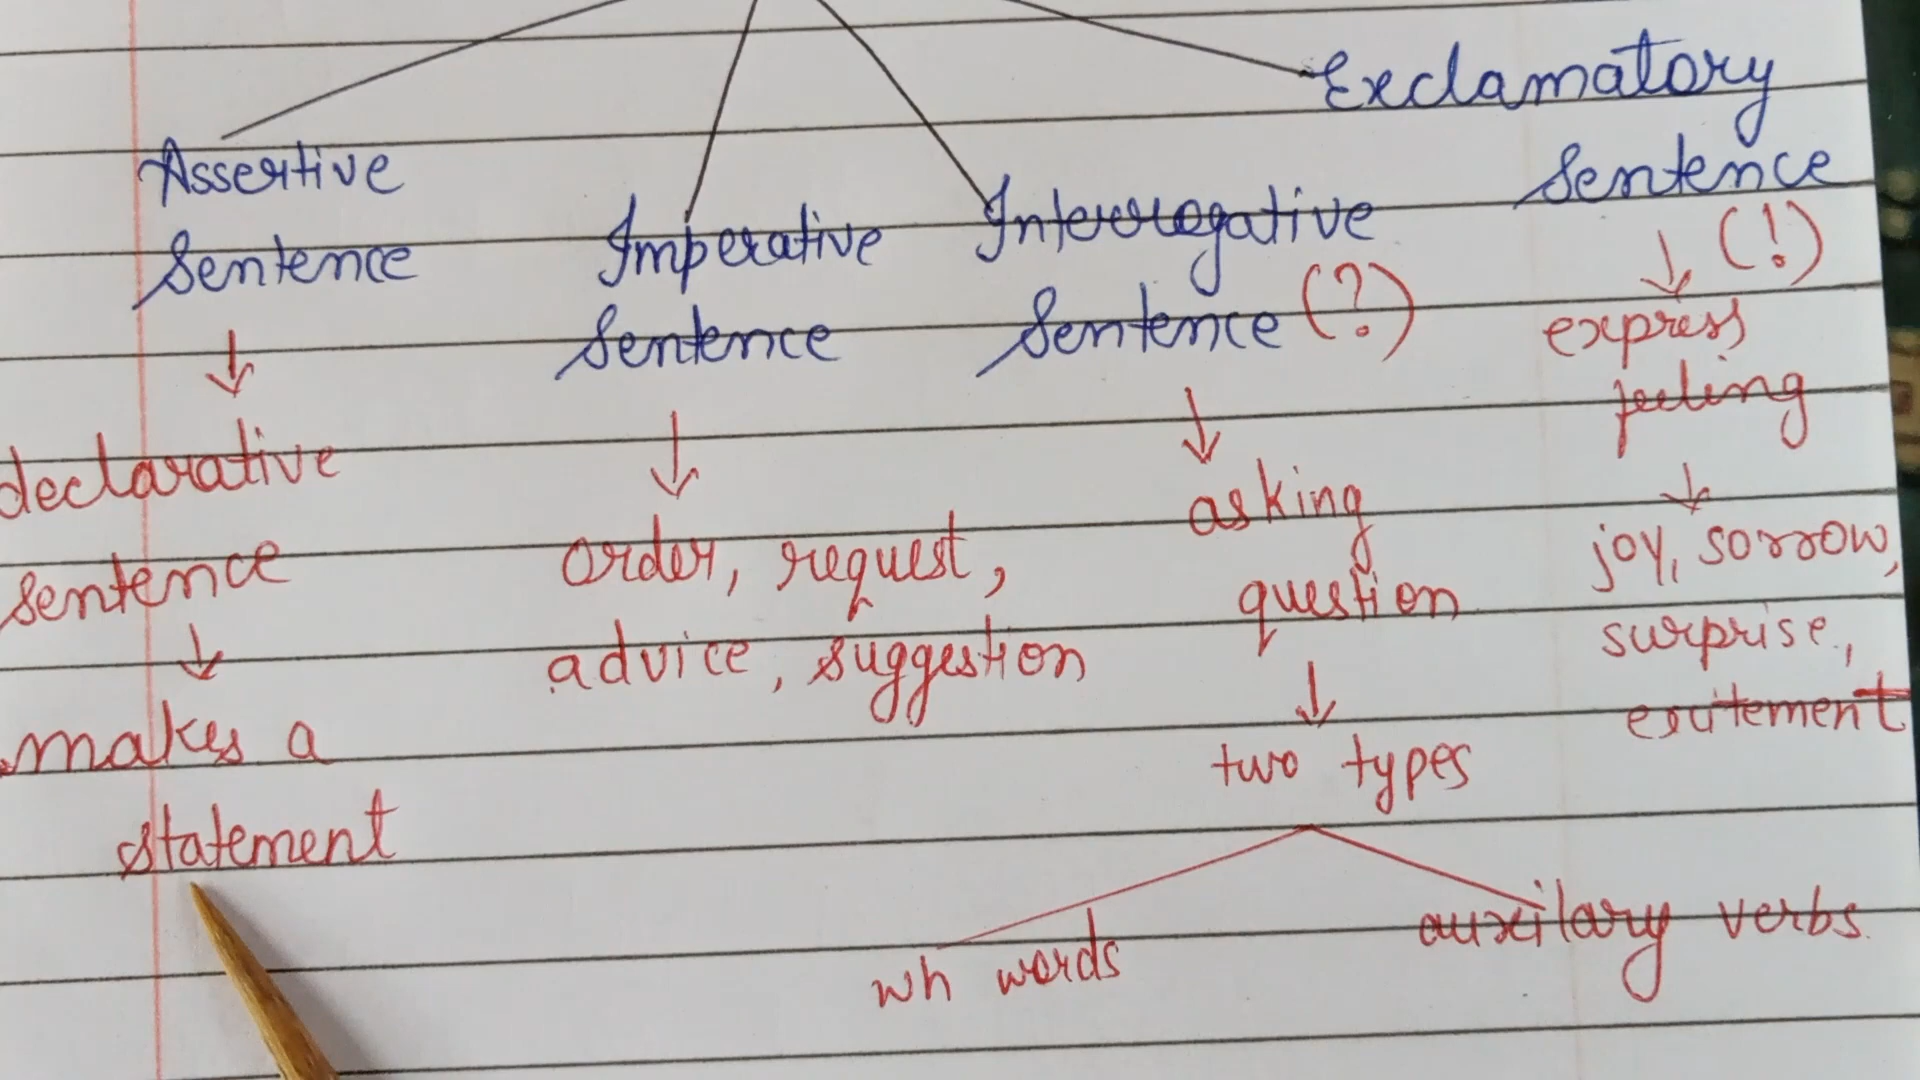 Assertive
Sentence
↓
declarative
sentence
↓
makes a
statement
Imperative
Sentence
↓
order, request,
advice, suggestion
Interrogative
Sentence (?)
↓
asking
question
↓
two types
wh words
auxilary verbs
Exclamatory
Sentence
↓ (!)
express
feeling
↓
joy, sorrow,
surprise,
exitement